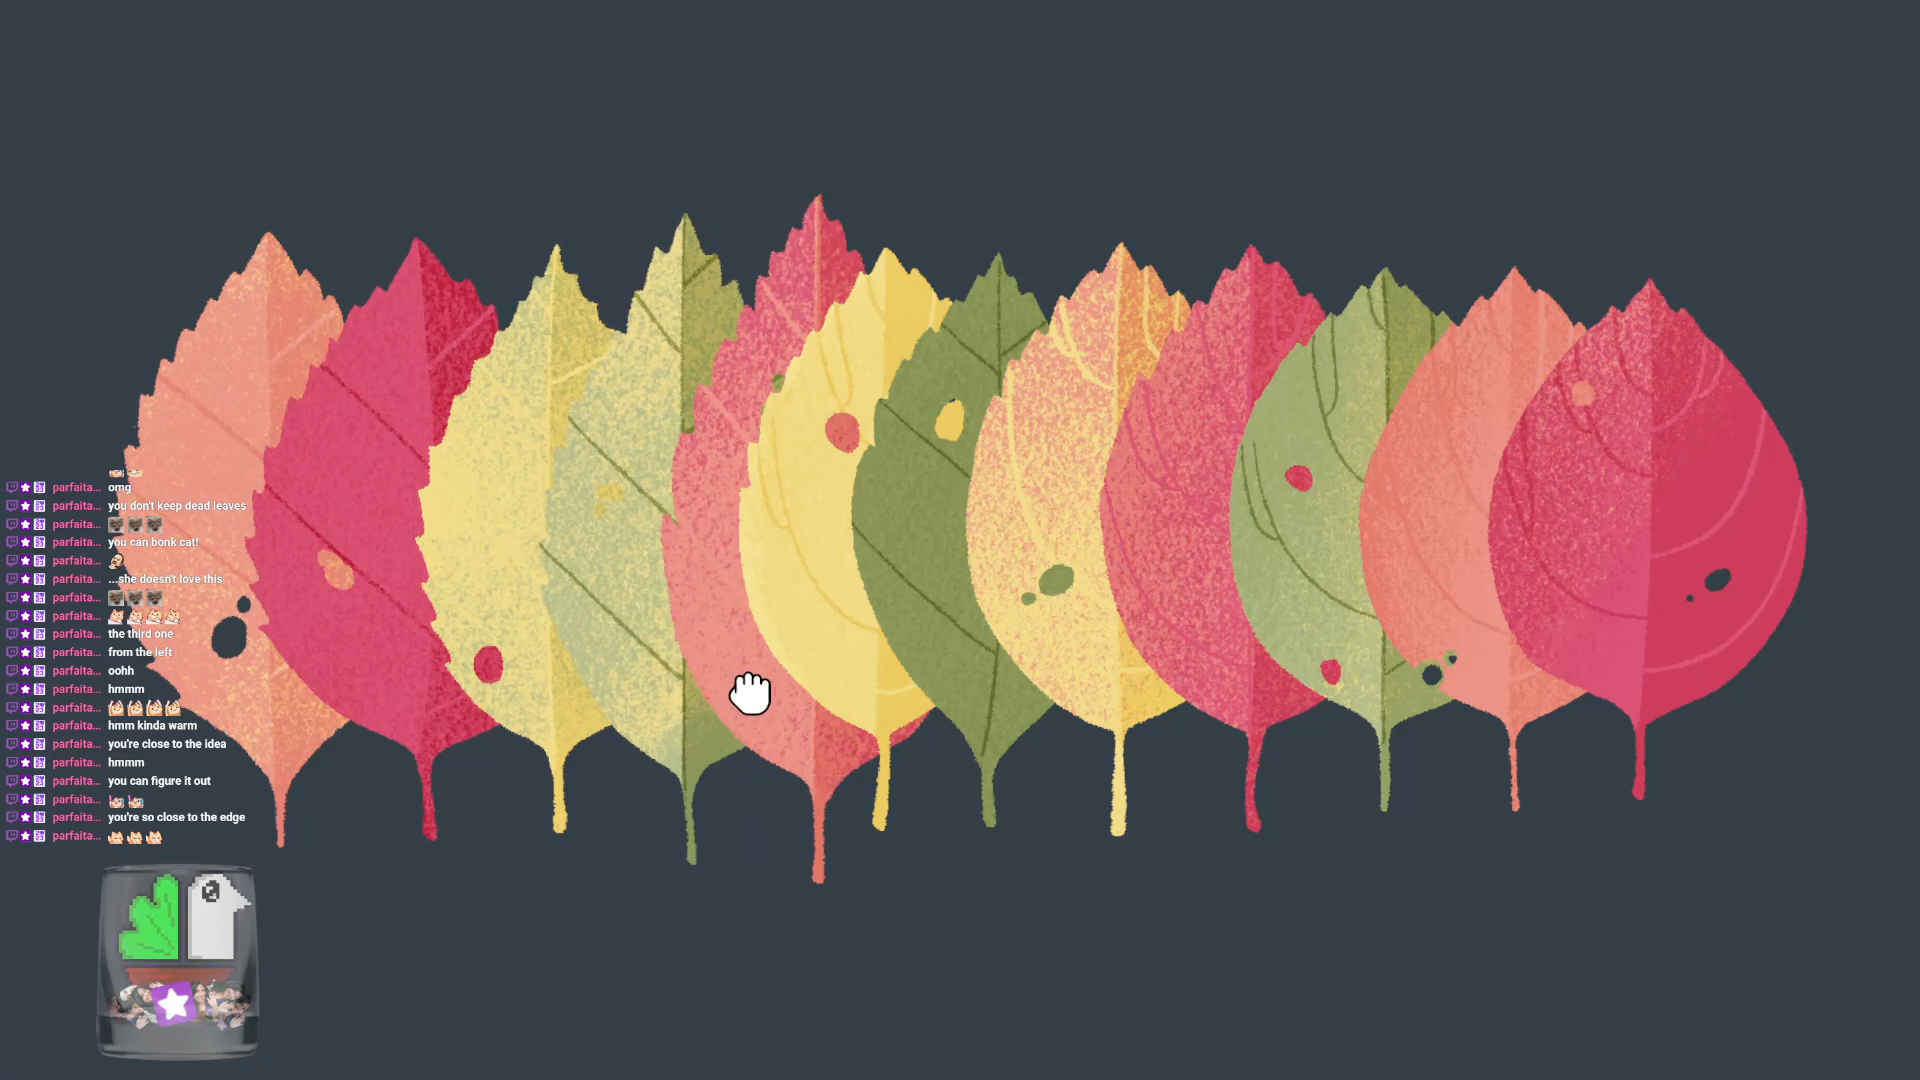 parfaita... omg
parfaita... you don't keep dead leaves
parfaita...
parfaita... you can bonk cat!
parfaita...
parfaita... ...she doesn't love this
parfaita...
parfaita...
parfaita... the third one
parfaita... from the left
parfaita... oohh
parfaita... hmmm
parfaita...
parfaita... hmm kinda warm
parfaita... you're close to the idea
parfaita... hmmm
parfaita... you can figure it out
parfaita...
parfaita... you're so close to the edge
parfaita...